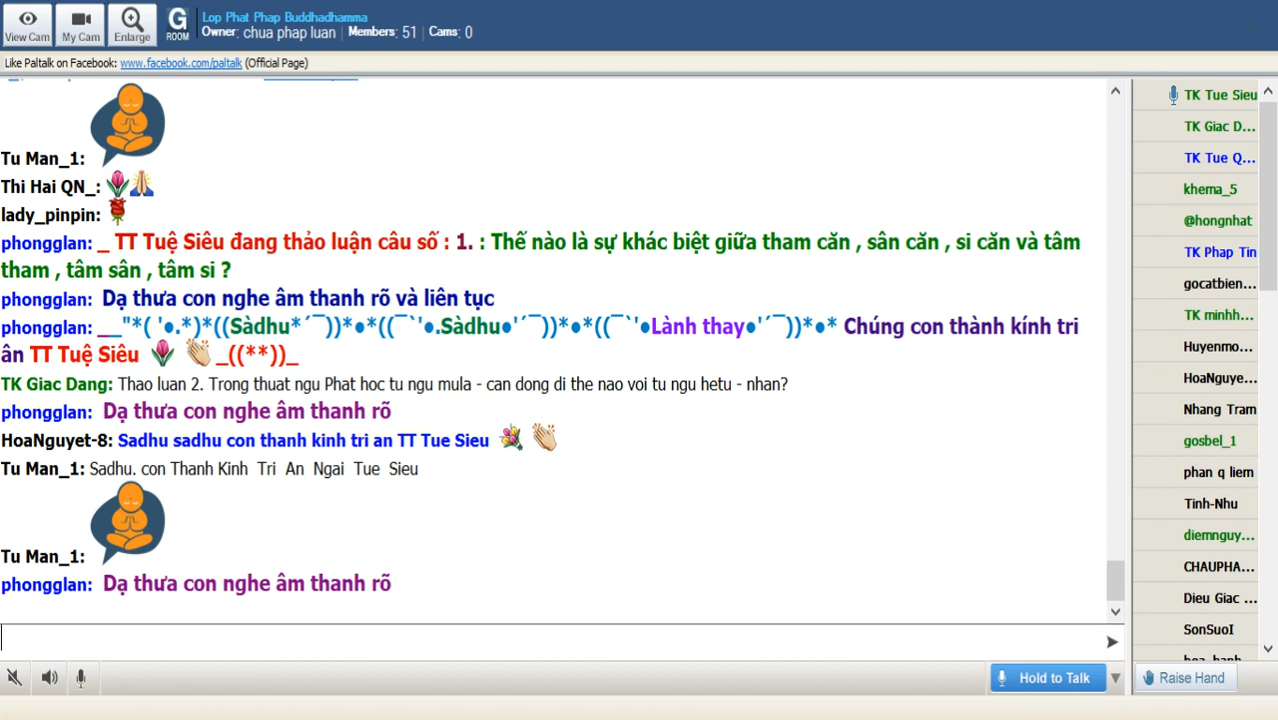 View Cam
My Cam
Enlarge
G
ROOM
Lop Phat Phap Buddhadhamma
Owner: chua phap luan | Members: 51 | Cams: 0
Like Paltalk on Facebook: www.facebook.com/paltalk (Official Page)
Tu Man_1:
Thi Hai QN_:
lady_pinpin:
phongglan: _ TT Tuệ Siêu đang thảo luận câu số : 1. : Thế nào là sự khác biệt giữa tham căn , sân căn , si căn và tâm
tham , tâm sân , tâm si ?
phongglan: Dạ thưa con nghe âm thanh rõ và liên tục
phongglan: __"*( '●.*)*((Sàdhu*´¯))*●*((¯`'●.Sàdhu●'´¯))*●*((¯`'●Lành thay●'´¯))*●* Chúng con thành kính tri
ân TT Tuệ Siêu _((**))_
TK Giac Dang: Thao luan 2. Trong thuat ngu Phat hoc tu ngu mula - can dong di the nao voi tu ngu hetu - nhan?
phongglan: Dạ thưa con nghe âm thanh rõ
HoaNguyet-8: Sadhu sadhu con thanh kinh tri an TT Tue Sieu
Tu Man_1: Sadhu. con Thanh Kinh Tri An Ngai Tue Sieu
Tu Man_1:
phongglan: Dạ thưa con nghe âm thanh rõ
Hold to Talk
TK Tue Sieu
TK Giac D...
TK Tue Q...
khema_5
@hongnhat
TK Phap Tin
gocatbien...
TK minhh...
Huyenmo...
HoaNguye...
Nhang Tram
gosbel_1
phan q liem
Tinh-Nhu
diemnguy...
CHAUPHA...
Dieu Giac ...
SonSuoI
Raise Hand